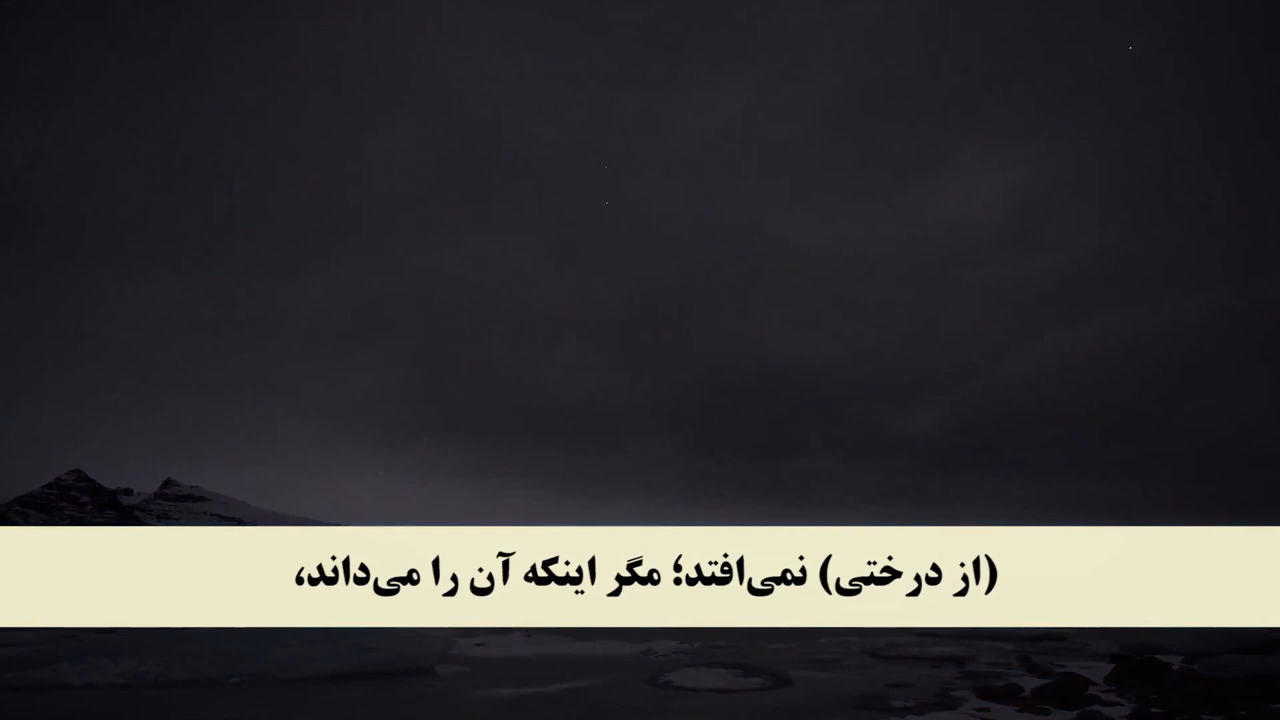 (از درختی) نمی‌افتد؛ مگر اینکه آن را می‌داند،